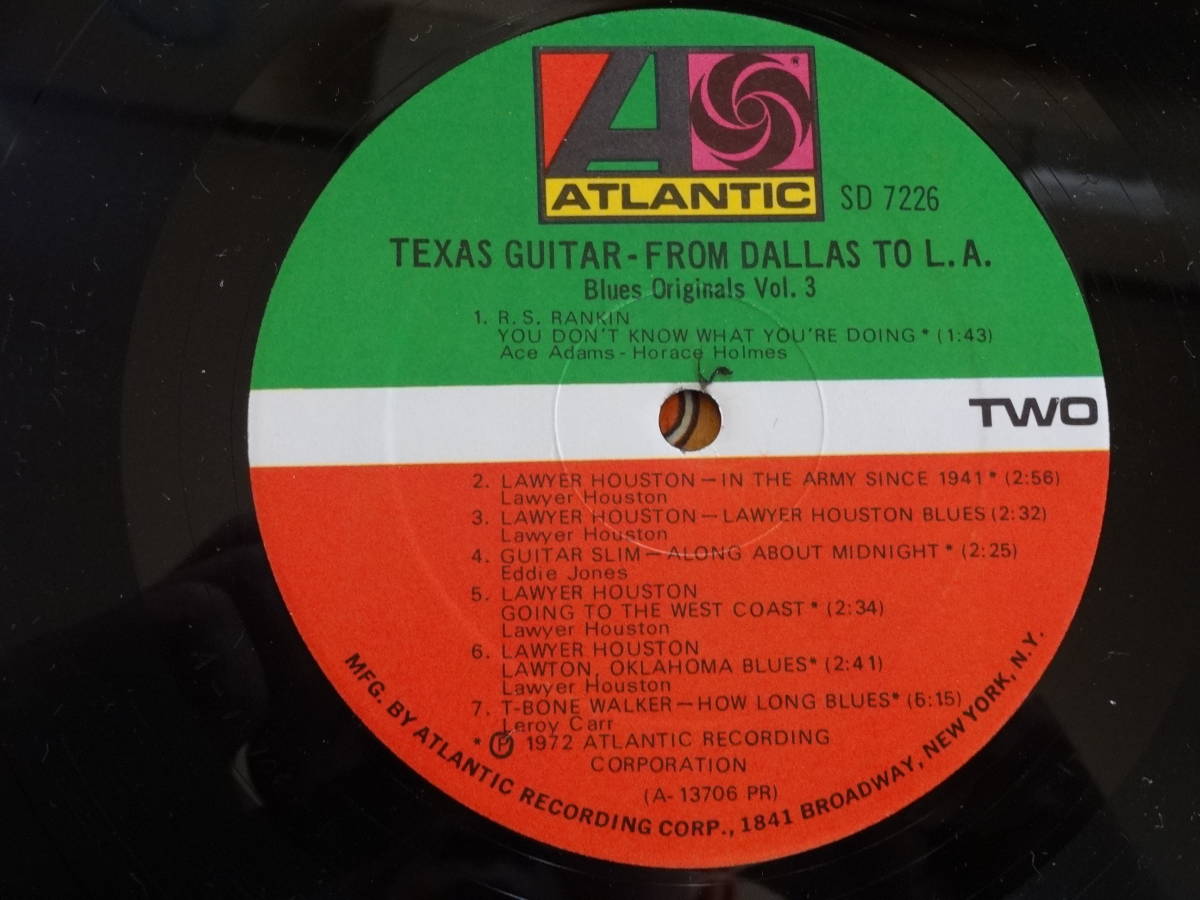 ATLANTIC
®
SD 7226
TEXAS GUITAR - FROM DALLAS TO L.A.
Blues Originals Vol. 3
1. R. S. RANKIN
YOU DON'T KNOW WHAT YOU'RE DOING * (1:43)
Ace Adams - Horace Holmes
TWO
2. LAWYER HOUSTON — IN THE ARMY SINCE 1941 * (2:56)
Lawyer Houston
3. LAWYER HOUSTON — LAWYER HOUSTON BLUES (2:32)
Lawyer Houston
4. GUITAR SLIM — ALONG ABOUT MIDNIGHT * (2:25)
Eddie Jones
5. LAWYER HOUSTON
GOING TO THE WEST COAST * (2:34)
Lawyer Houston
6. LAWYER HOUSTON
LAWTON, OKLAHOMA BLUES* (2:41)
Lawyer Houston
7. T-BONE WALKER — HOW LONG BLUES* (6:15)
Leroy Carr
* ℗ 1972 ATLANTIC RECORDING
CORPORATION
(A- 13706 PR)
MFG. BY ATLANTIC RECORDING CORP., 1841 BROADWAY, NEW YORK, N.Y.